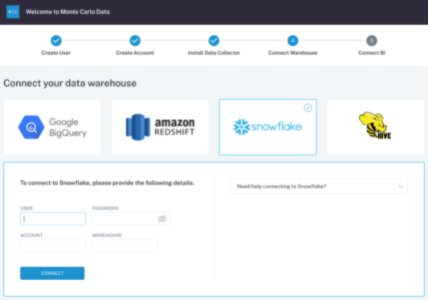 Welcome to Monte Carlo Data
Create User
Create Account
Install Data Collector
Connect Warehouse
Connect BI
Connect your data warehouse
Google
BigQuery
amazon
REDSHIFT
snowflake
HIVE
To connect to Snowflake, please provide the following details.
Need help connecting to Snowflake?
USER
PASSWORD
ACCOUNT
WAREHOUSE
CONNECT